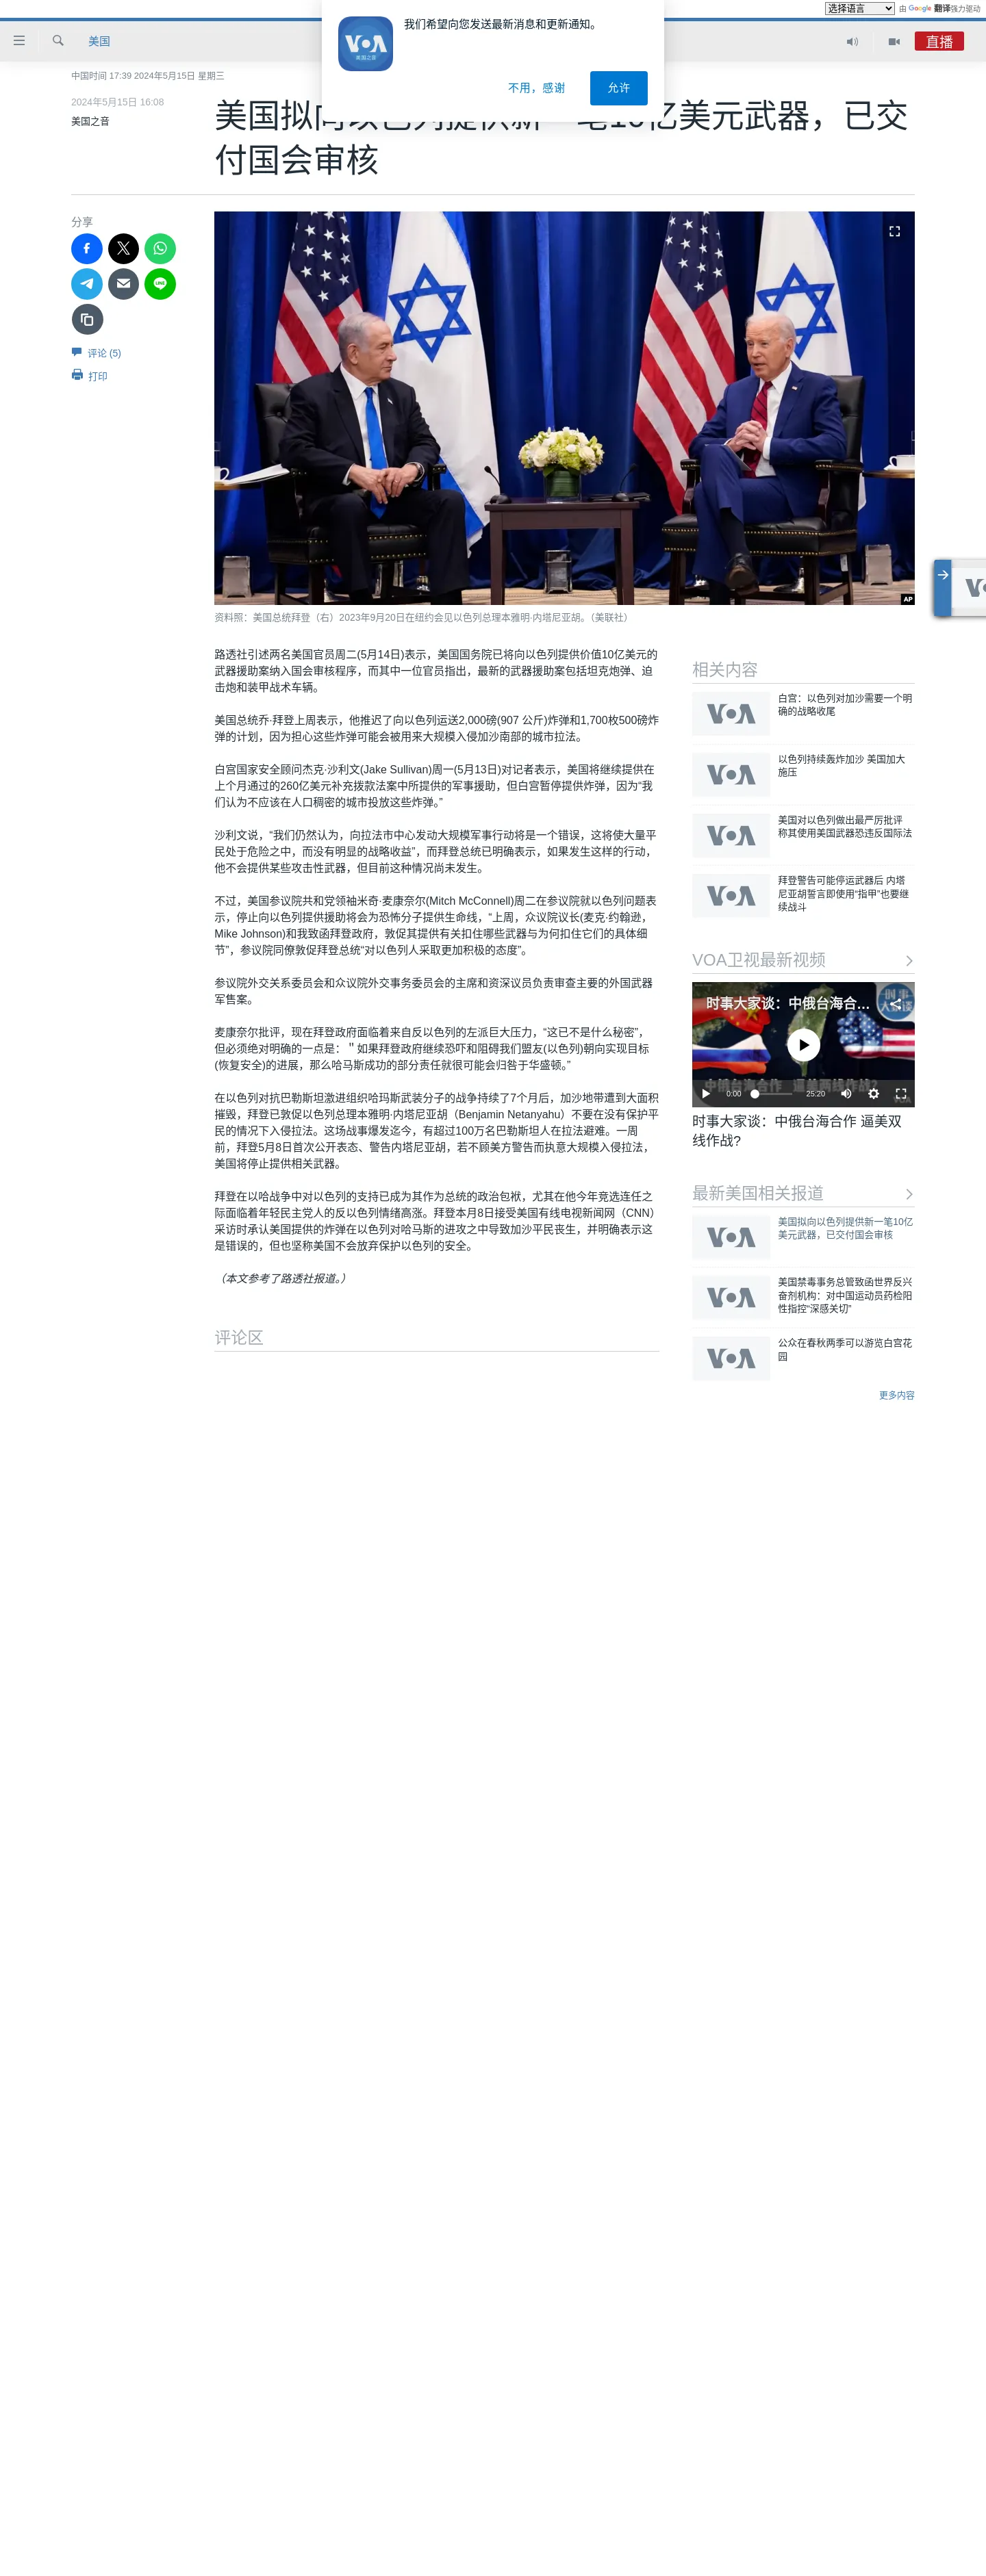 选择语言
由 Google 翻译强力驱动
我们希望向您发送最新消息和更新通知。
VOA
美国之音
不用，感谢
允许
美国
直播
中国时间 17:39 2024年5月15日 星期三
2024年5月15日 16:08
美国之音
美国拟向以色列提供新一笔10亿美元武器，已交
付国会审核
分享
评论 (5)
打印
AP
资料照：美国总统拜登（右）2023年9月20日在纽约会见以色列总理本雅明·内塔尼亚胡。（美联社）
路透社引述两名美国官员周二(5月14日)表示，美国国务院已将向以色列提供价值10亿美元的
武器援助案纳入国会审核程序，而其中一位官员指出，最新的武器援助案包括坦克炮弹、迫
击炮和装甲战术车辆。
美国总统乔·拜登上周表示，他推迟了向以色列运送2,000磅(907 公斤)炸弹和1,700枚500磅炸
弹的计划，因为担心这些炸弹可能会被用来大规模入侵加沙南部的城市拉法。
白宫国家安全顾问杰克·沙利文(Jake Sullivan)周一(5月13日)对记者表示，美国将继续提供在
上个月通过的260亿美元补充拨款法案中所提供的军事援助，但白宫暂停提供炸弹，因为“我
们认为不应该在人口稠密的城市投放这些炸弹。”
沙利文说，“我们仍然认为，向拉法市中心发动大规模军事行动将是一个错误，这将使大量平
民处于危险之中，而没有明显的战略收益”，而拜登总统已明确表示，如果发生这样的行动，
他不会提供某些攻击性武器，但目前这种情况尚未发生。
不过，美国参议院共和党领袖米奇·麦康奈尔(Mitch McConnell)周二在参议院就以色列问题表
示，停止向以色列提供援助将会为恐怖分子提供生命线，“上周，众议院议长(麦克·约翰逊，
Mike Johnson)和我致函拜登政府，敦促其提供有关扣住哪些武器与为何扣住它们的具体细
节”，参议院同僚敦促拜登总统“对以色列人采取更加积极的态度”。
参议院外交关系委员会和众议院外交事务委员会的主席和资深议员负责审查主要的外国武器
军售案。
麦康奈尔批评，现在拜登政府面临着来自反以色列的左派巨大压力，“这已不是什么秘密”，
但必须绝对明确的一点是：＂如果拜登政府继续恐吓和阻碍我们盟友(以色列)朝向实现目标
(恢复安全)的进展，那么哈马斯成功的部分责任就很可能会归咎于华盛顿。”
在以色列对抗巴勒斯坦激进组织哈玛斯武装分子的战争持续了7个月后，加沙地带遭到大面积
摧毁，拜登已敦促以色列总理本雅明·内塔尼亚胡（Benjamin Netanyahu）不要在没有保护平
民的情况下入侵拉法。这场战事爆发迄今，有超过100万名巴勒斯坦人在拉法避难。一周
前，拜登5月8日首次公开表态、警告内塔尼亚胡，若不顾美方警告而执意大规模入侵拉法，
美国将停止提供相关武器。
拜登在以哈战争中对以色列的支持已成为其作为总统的政治包袱，尤其在他今年竞选连任之
际面临着年轻民主党人的反以色列情绪高涨。拜登本月8日接受美国有线电视新闻网（CNN）
采访时承认美国提供的炸弹在以色列对哈马斯的进攻之中导致加沙平民丧生，并明确表示这
是错误的，但也坚称美国不会放弃保护以色列的安全。
（本文参考了路透社报道。）
评论区
相关内容
VOA
白宫：以色列对加沙需要一个明
确的战略收尾
VOA
以色列持续轰炸加沙 美国加大
施压
VOA
美国对以色列做出最严厉批评
称其使用美国武器恐违反国际法
VOA
拜登警告可能停运武器后 内塔
尼亚胡誓言即使用“指甲”也要继
续战斗
VOA卫视最新视频
时事大家谈：中俄台海合...
0:00
25:20
时事大家谈：中俄台海合作 逼美双
线作战?
最新美国相关报道
VOA
美国拟向以色列提供新一笔10亿
美元武器，已交付国会审核
VOA
美国禁毒事务总管致函世界反兴
奋剂机构：对中国运动员药检阳
性指控“深感关切”
VOA
公众在春秋两季可以游览白宫花
园
更多内容